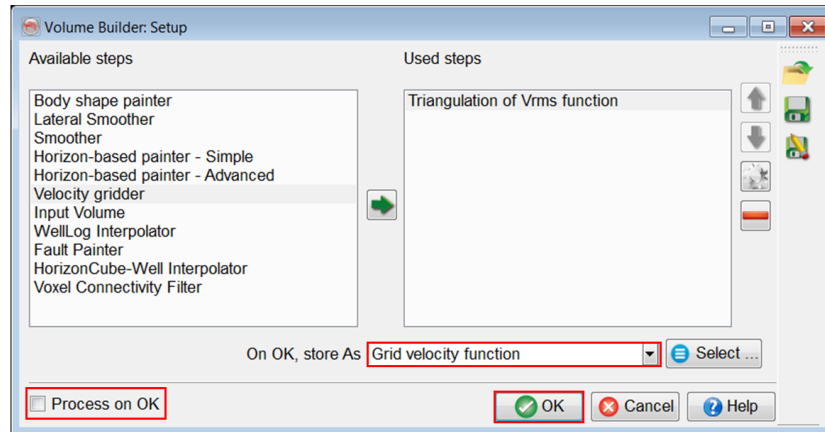 Volume Builder: Setup
Available steps
Used steps
Body shape painter
Lateral Smoother
Smoother
Horizon-based painter - Simple
Horizon-based painter - Advanced
Velocity gridder
Input Volume
WellLog Interpolator
Fault Painter
HorizonCube-Well Interpolator
Voxel Connectivity Filter
Triangulation of Vrms function
On OK, store As Grid velocity function Select ...
Process on OK OK Cancel Help